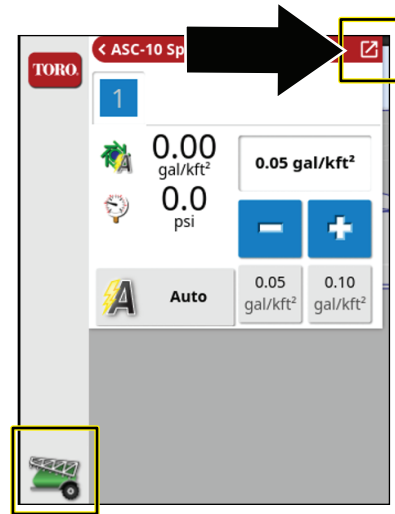 TORO.
ASC-10 Sp
1
0.00
gal/kft²
0.05 gal/kft²
0.0
psi
A Auto
0.05
gal/kft²
0.10
gal/kft²